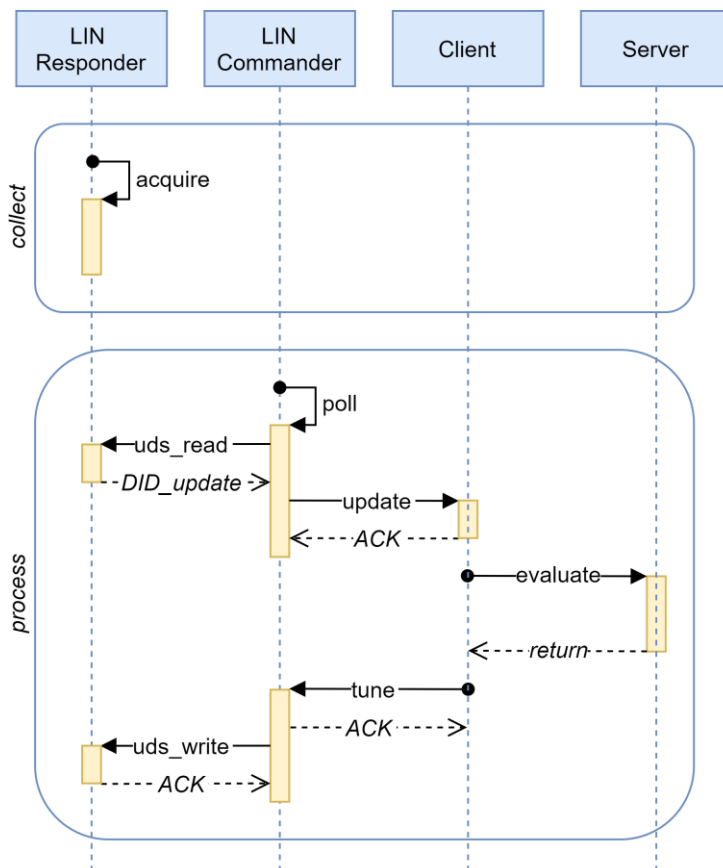 LIN
Responder
LIN
Commander
Client
Server
collect
acquire
process
poll
uds_read
DID_update
update
ACK
evaluate
return
tune
ACK
uds_write
ACK